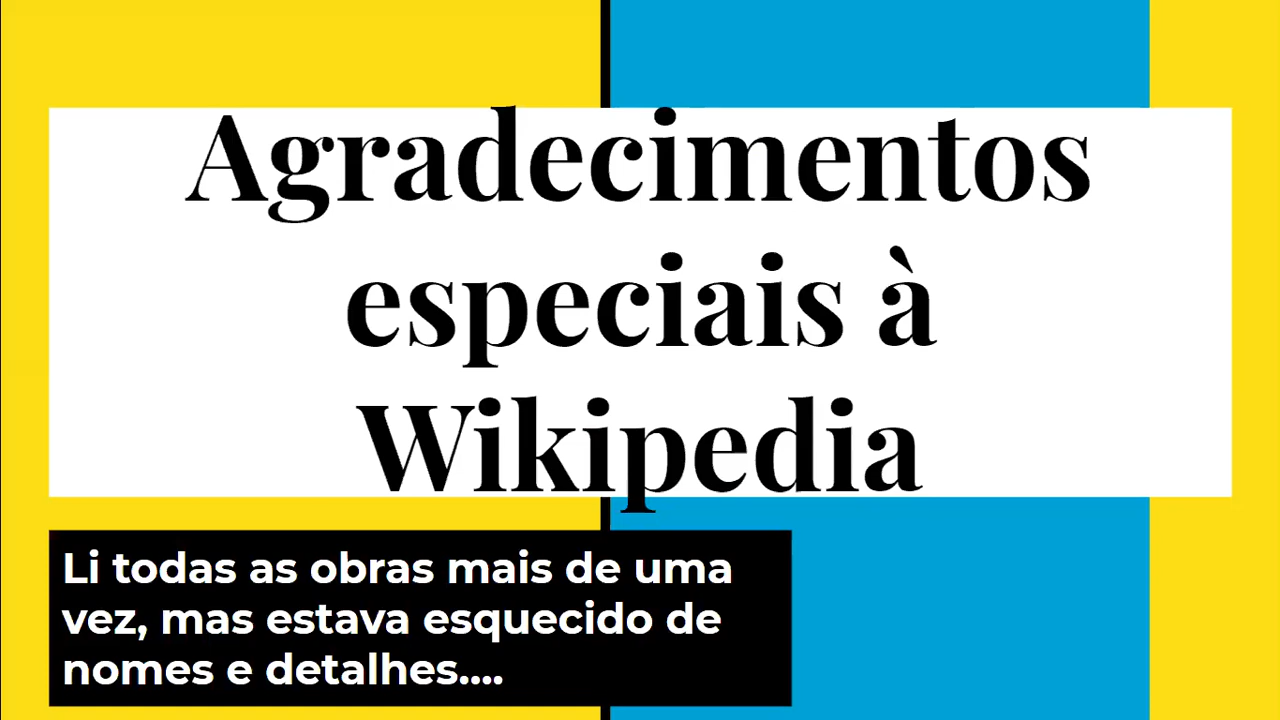 Agradecimentos
especiais à
Wikipedia
Li todas as obras mais de uma
vez, mas estava esquecido de
nomes e detalhes....